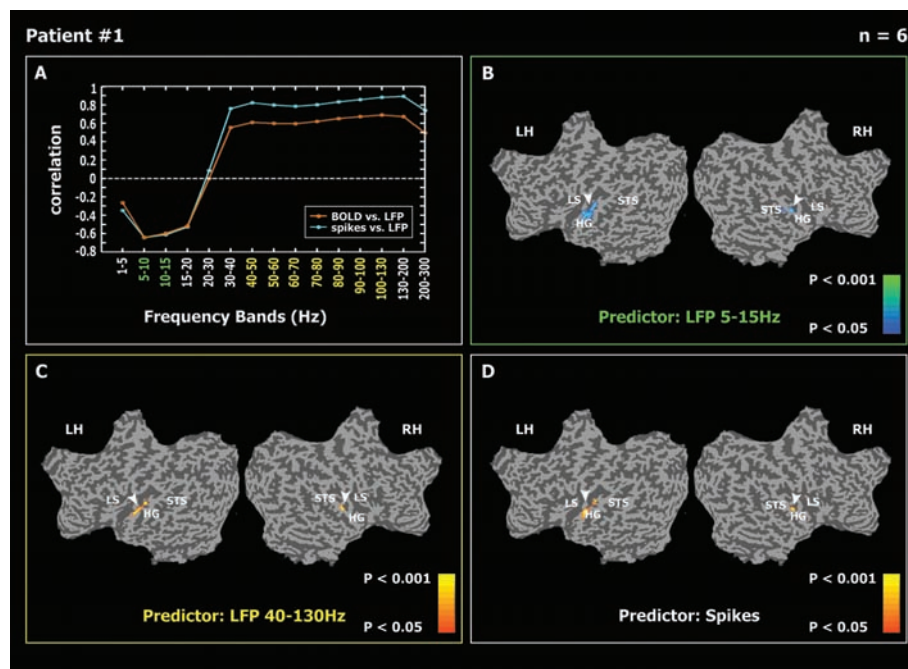 Patient #1
n = 6
A
correlation
1
0.8
0.6
0.4
0.2
0
-0.2
-0.4
-0.6
-0.8
BOLD vs. LFP
spikes vs. LFP
1-5
5-10
10-15
15-20
20-30
30-40
40-50
50-60
60-70
70-80
80-90
90-100
100-130
130-200
200-300
Frequency Bands (Hz)
B
LH
RH
LS
STS
HG
STS
LS
HG
P < 0.001
P < 0.05
Predictor: LFP 5-15Hz
C
LH
RH
LS
STS
HG
STS
LS
HG
P < 0.001
P < 0.05
Predictor: LFP 40-130Hz
D
LH
RH
LS
STS
HG
STS
LS
HG
P < 0.001
P < 0.05
Predictor: Spikes